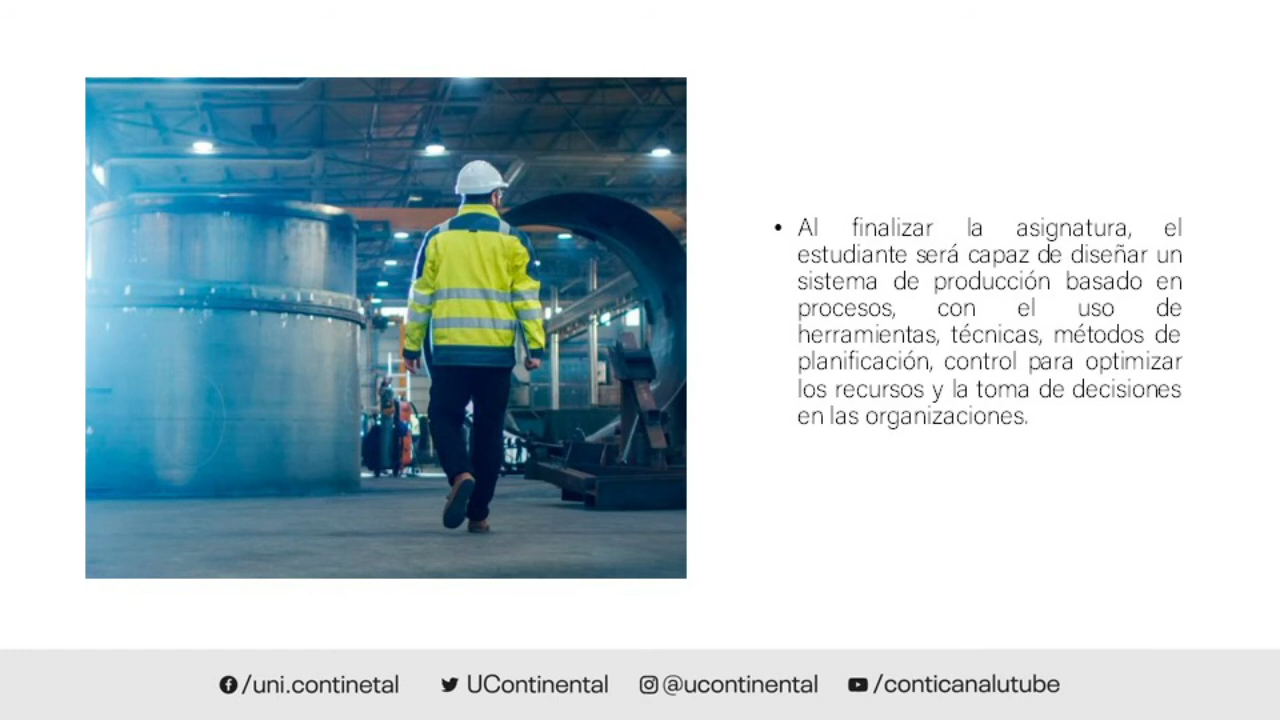 • Al finalizar la asignatura, el
estudiante será capaz de diseñar un
sistema de producción basado en
procesos, con el uso de
herramientas, técnicas, métodos de
planificación, control para optimizar
los recursos y la toma de decisiones
en las organizaciones.
/uni.continetal UContinental @ucontinental /conticanalutube